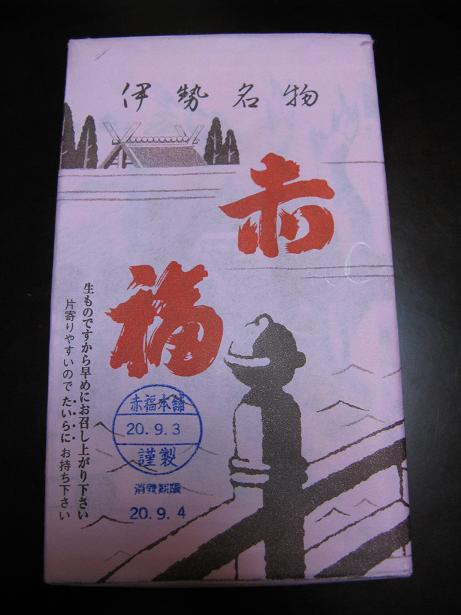 伊勢名物
赤福
生ものですから早めにお召し上がり下さい
片寄りやすいのでたいらにお持ち下さい
赤福本舗
20.9.3
謹製
消費期限
20.9.4